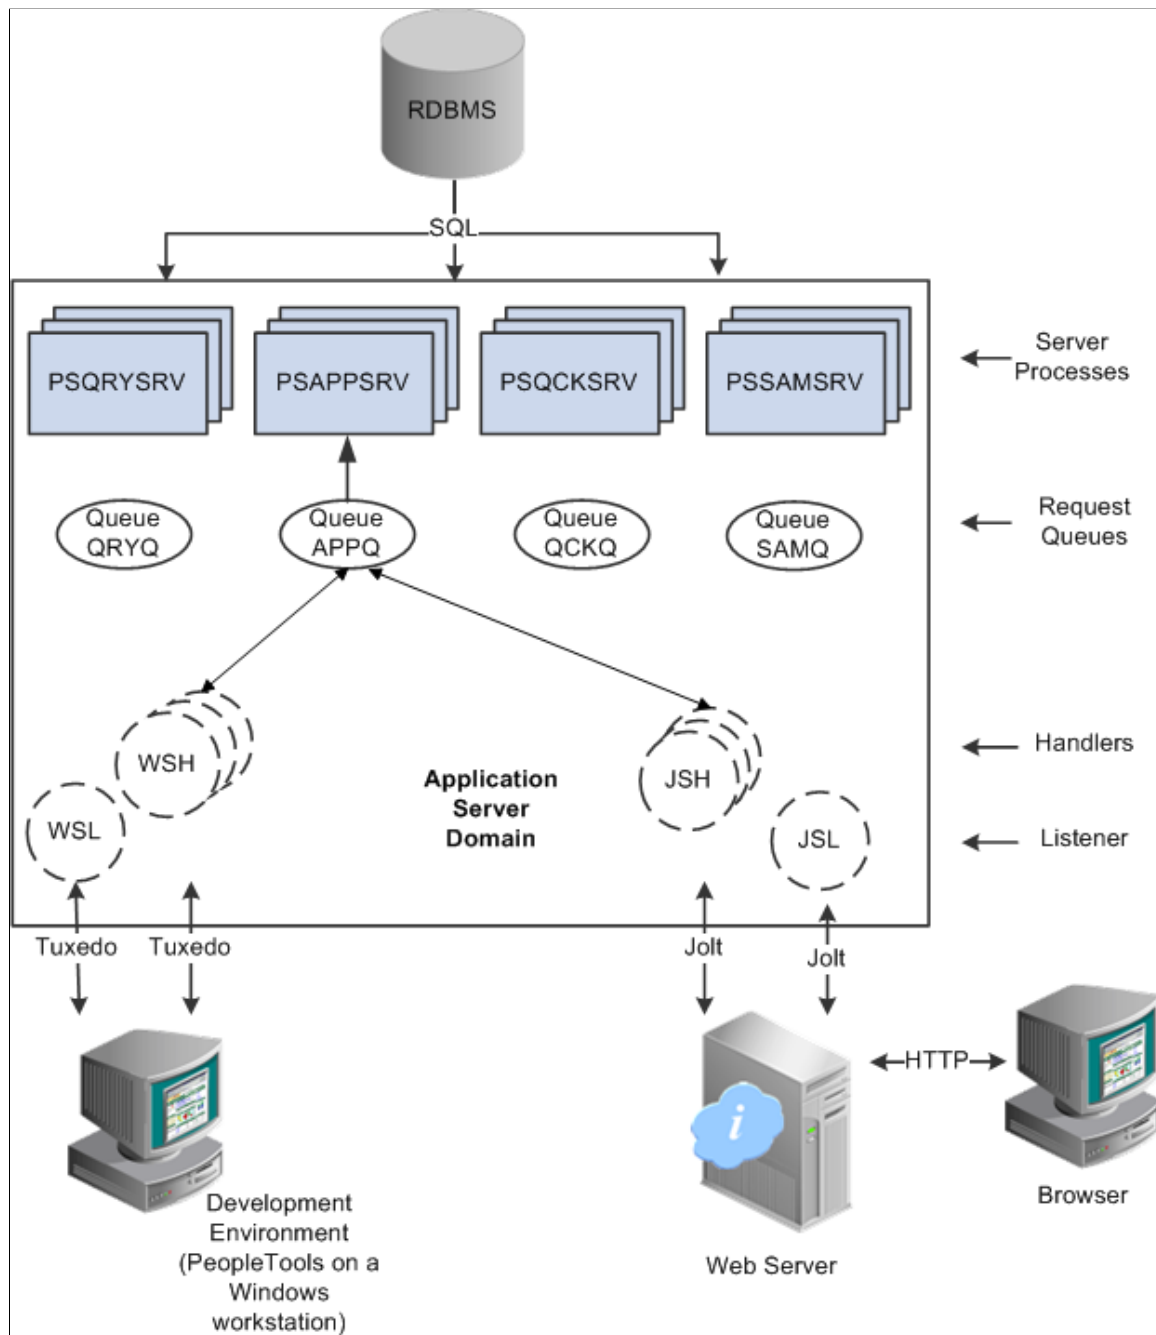 RDBMS
SQL
PSQRYSRV
PSAPPSRV
PSQCKSRV
PSSAMSRV
Server
Processes
Queue
QRYQ
Queue
APPQ
Queue
QCKQ
Queue
SAMQ
Request
Queues
WSH
JSH
Handlers
Application
Server
Domain
WSL
JSL
Listener
Tuxedo
Tuxedo
Jolt
Jolt
HTTP
i
Development
Environment
(PeopleTools on a
Windows
workstation)
Web Server
Browser